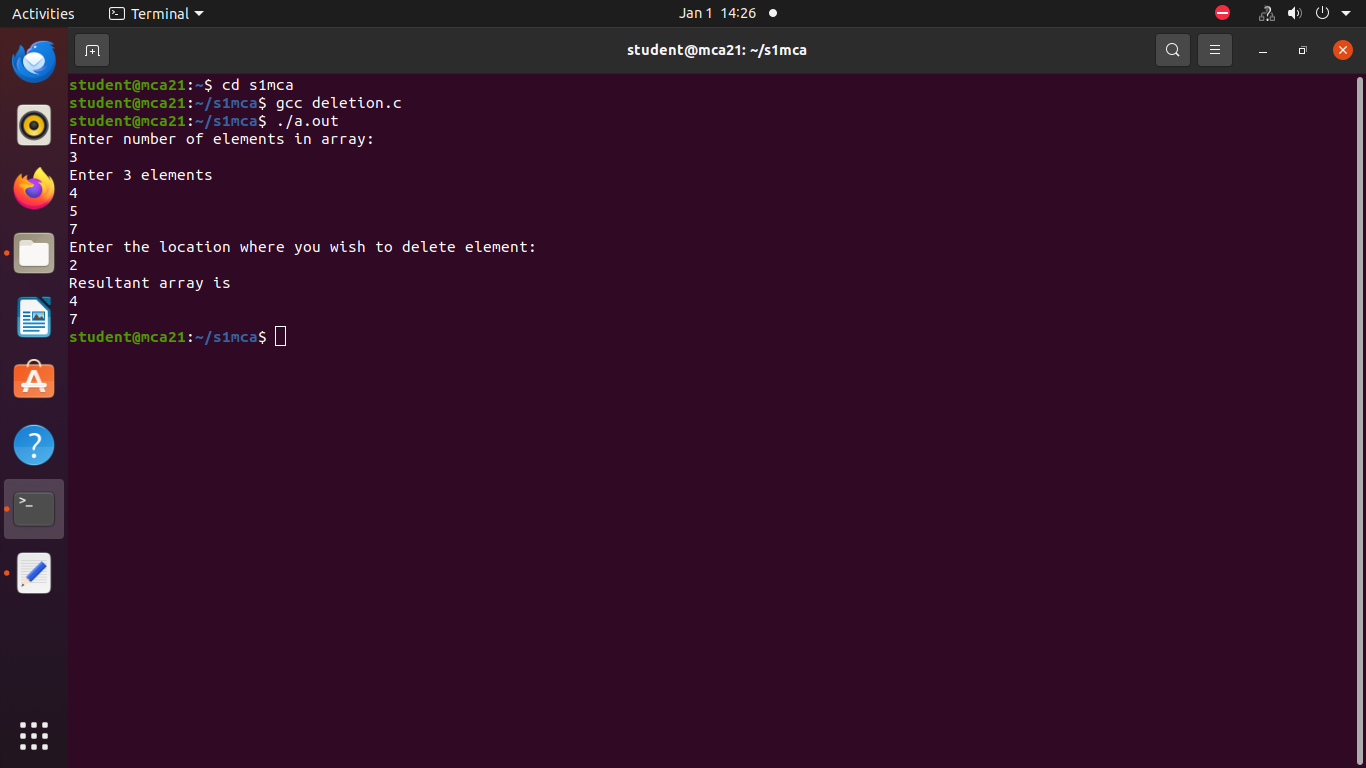 Activities
Terminal
Jan 1 14:26
student@mca21: ~/s1mca
student@mca21:~$ cd s1mca
student@mca21:~/s1mca$ gcc deletion.c
student@mca21:~/s1mca$ ./a.out
Enter number of elements in array:
3
Enter 3 elements
4
5
7
Enter the location where you wish to delete element:
2
Resultant array is
4
7
student@mca21:~/s1mca$